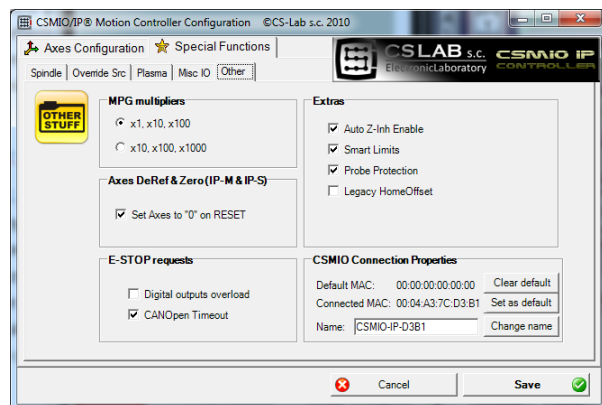 CSMIO/IP® Motion Controller Configuration ©CS-Lab s.c. 2010
Axes Configuration Special Functions
CSLAB s.c.
ElectronicLaboratory
CSMIO IP
CONTROLLER
Spindle Override Src Plasma Misc IO Other
OTHER
STUFF
MPG multipliers
x1, x10, x100
x10, x100, x1000
Extras
Auto Z-Inh Enable
Smart Limits
Probe Protection
Legacy HomeOffset
Axes DeRef & Zero (IP-M & IP-S)
Set Axes to "0" on RESET
E-STOP requests
Digital outputs overload
CANOpen Timeout
CSMIO Connection Properties
Default MAC: 00:00:00:00:00:00 Clear default
Connected MAC: 00:04:A3:7C:D3:B1 Set as default
Name: CSMIO-IP-D3B1 Change name
Cancel Save